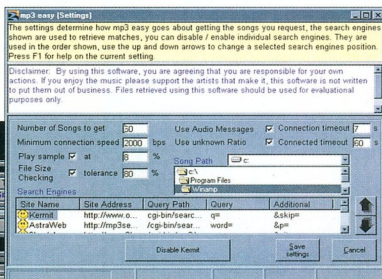 mp3 easy [Settings]
The settings determine how mp3 easy goes about getting the songs you request, the search engines
shown are used to retrieve matches, you can disable / enable individual search engines. They are
used in the order shown, use the up and down arrows to change a selected search engines position.
Press F1 for help on the current setting.
Disclaimer: By using this software, you are agreeing that you are responsible for your own
actions. If you enjoy the music please support the artists that make it, this software is not written
to put them out of business. Files retrieved using this software should be used for evaluational
purposes only.
Number of Songs to get 50 Use Audio Messages Connection timeout 7 s
Minimum connection speed 2000 bps Use unknown Ratio Connected timeout 60 s
Play sample at 8 % Song Path c:
File Size Checking tolerance 80 % c:\
Program Files
Winamp
Search Engines
Site Name Site Address Query Path Query Additional
Kermit http://www.o... cgi-bin/searc... q= &skip=
AstraWeb http://mp3se... /cgi-bin/searc... word= &p=
Disable Kermit Save settings Cancel